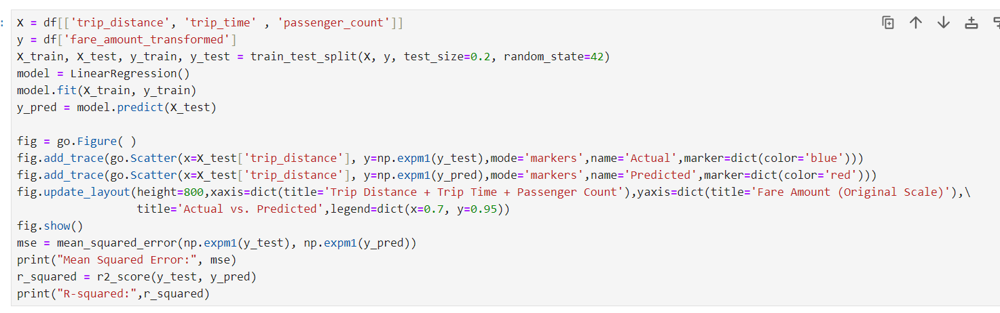 : X = df[['trip_distance', 'trip_time' , 'passenger_count']]
y = df['fare_amount_transformed']
X_train, X_test, y_train, y_test = train_test_split(X, y, test_size=0.2, random_state=42)
model = LinearRegression()
model.fit(X_train, y_train)
y_pred = model.predict(X_test)

fig = go.Figure( )
fig.add_trace(go.Scatter(x=X_test['trip_distance'], y=np.expm1(y_test),mode='markers',name='Actual',marker=dict(color='blue')))
fig.add_trace(go.Scatter(x=X_test['trip_distance'], y=np.expm1(y_pred),mode='markers',name='Predicted',marker=dict(color='red')))
fig.update_layout(height=800,xaxis=dict(title='Trip Distance + Trip Time + Passenger Count'),yaxis=dict(title='Fare Amount (Original Scale)'),\
                  title='Actual vs. Predicted',legend=dict(x=0.7, y=0.95))
fig.show()
mse = mean_squared_error(np.expm1(y_test), np.expm1(y_pred))
print("Mean Squared Error:", mse)
r_squared = r2_score(y_test, y_pred)
print("R-squared:",r_squared)